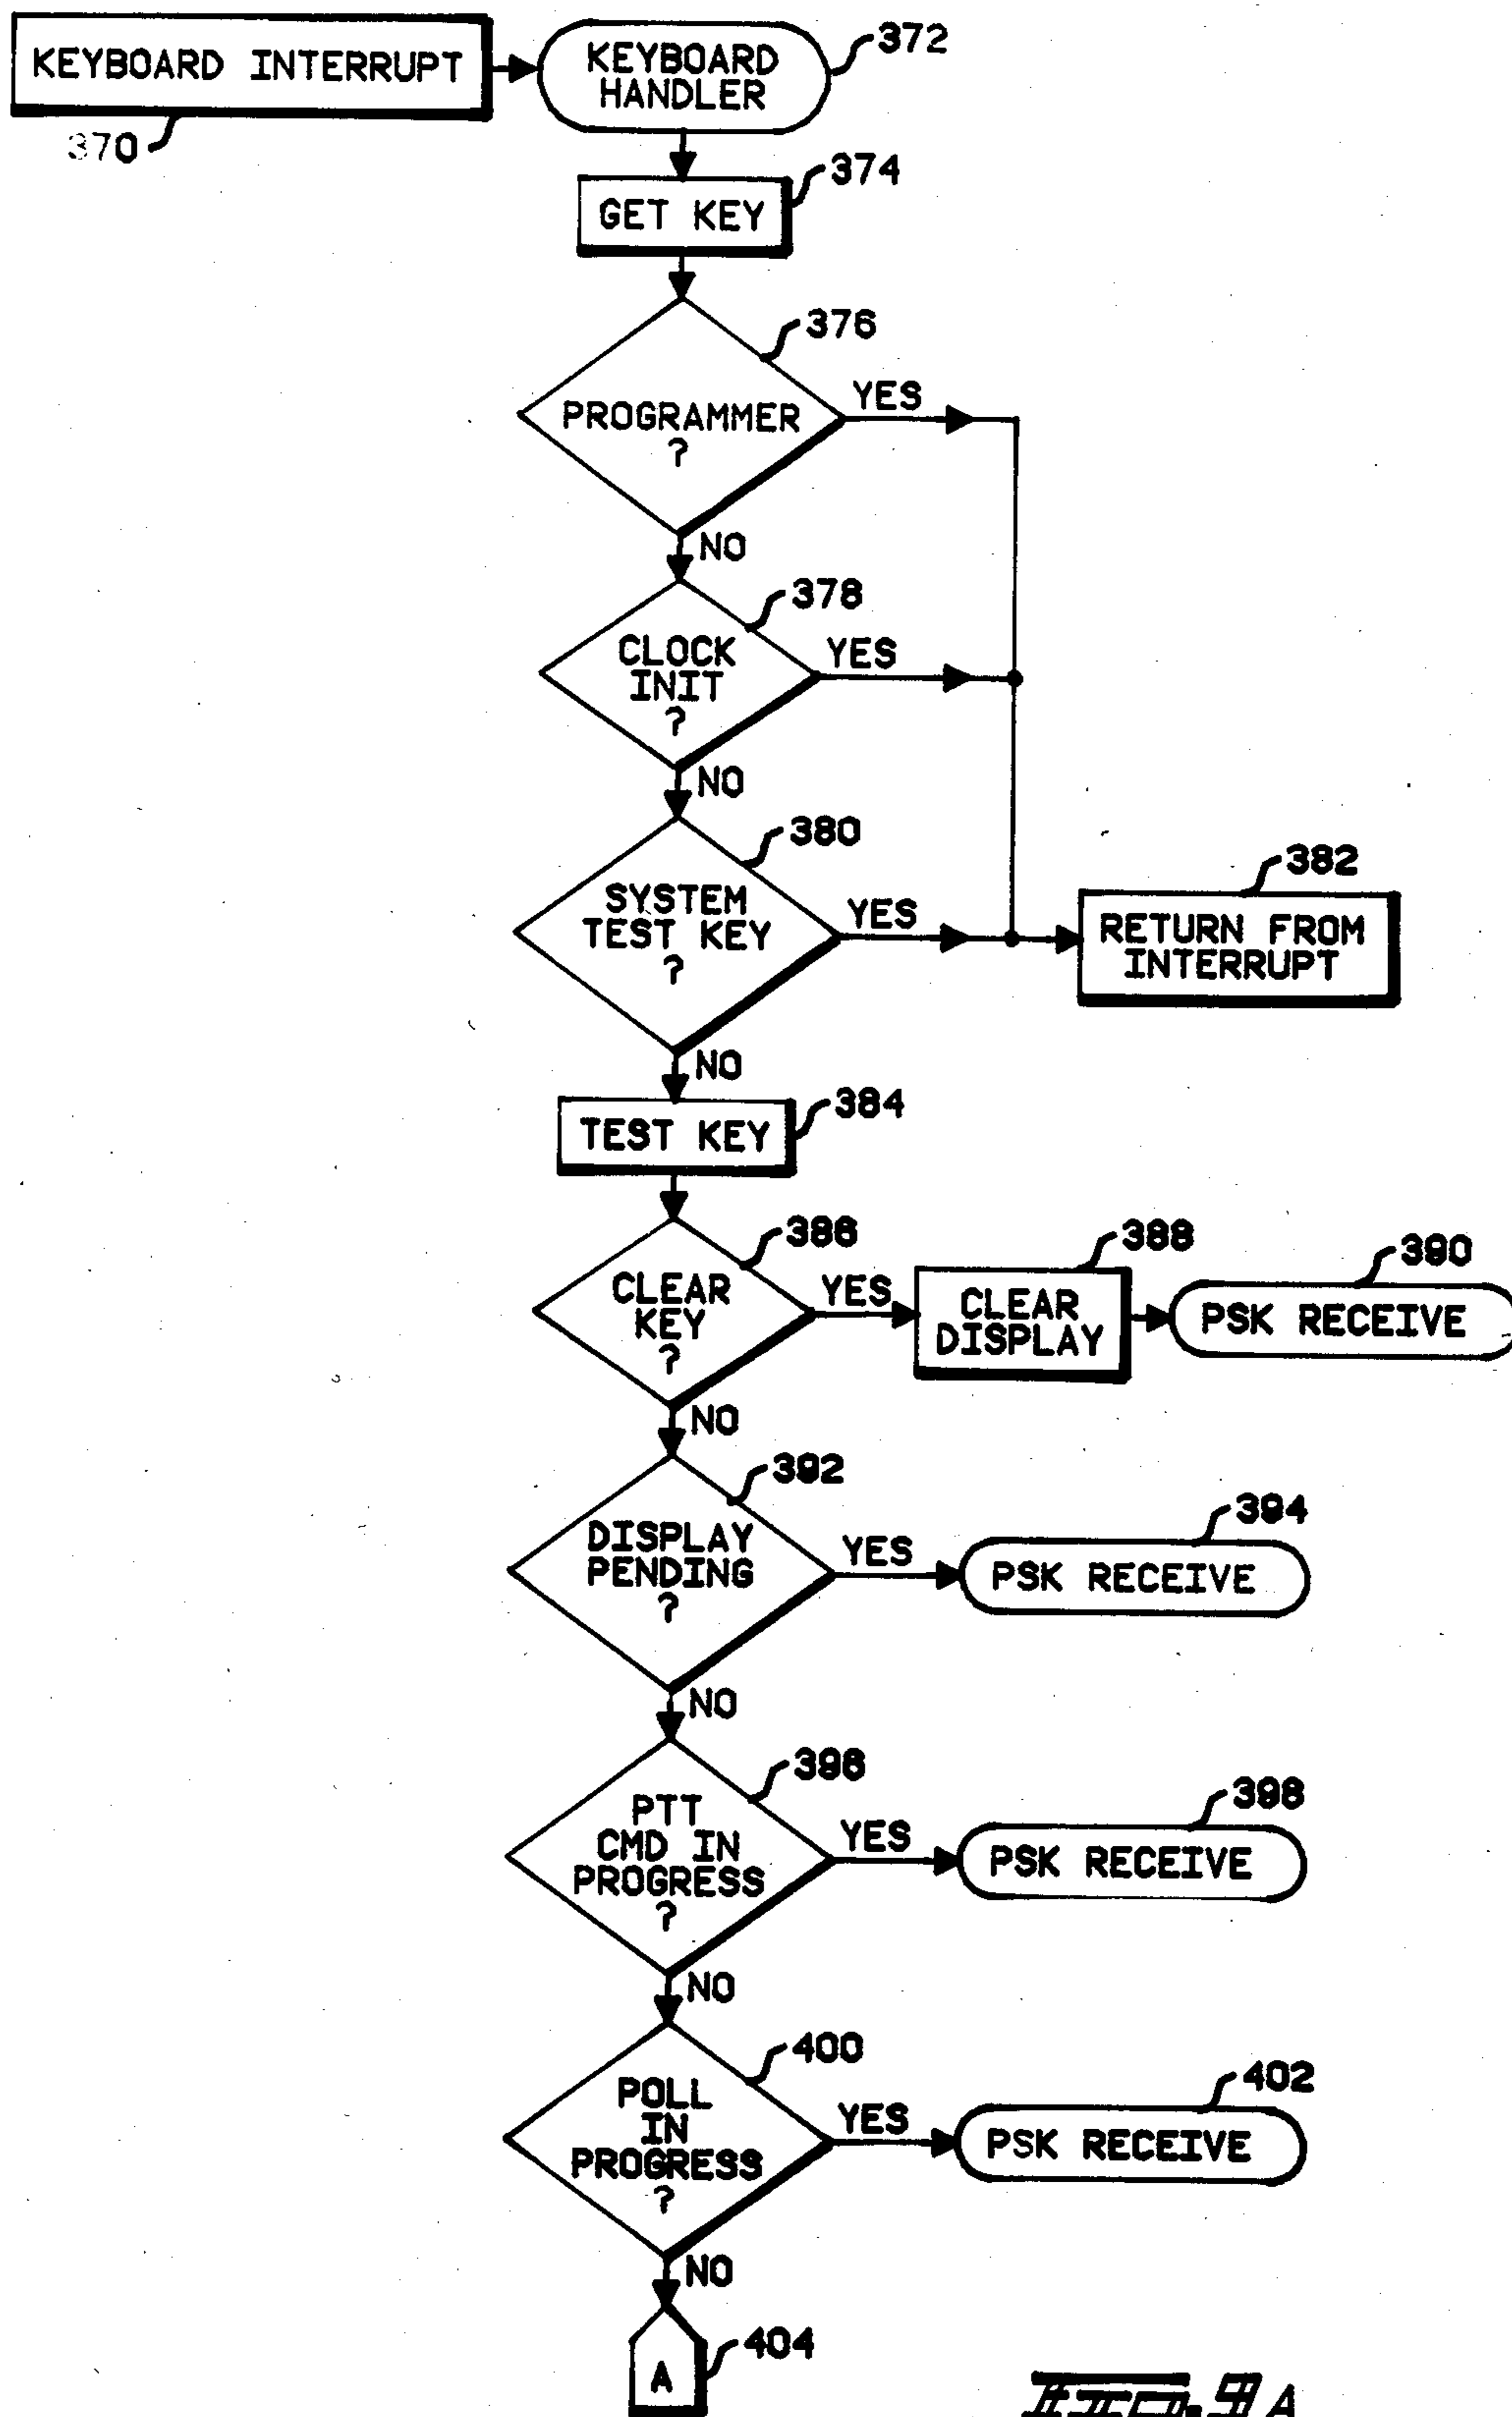 KEYBOARD INTERRUPT
370
KEYBOARD
HANDLER
372
GET KEY
374
376
PROGRAMMER
?
YES
NO
378
CLOCK
INIT
?
YES
NO
380
SYSTEM
TEST KEY
?
YES
382
RETURN FROM
INTERRUPT
NO
TEST KEY
384
386
CLEAR
KEY
?
YES
388
CLEAR
DISPLAY
390
PSK RECEIVE
NO
392
DISPLAY
PENDING
?
YES
394
PSK RECEIVE
NO
396
PTT
CMD IN
PROGRESS
?
YES
398
PSK RECEIVE
NO
400
POLL
IN
PROGRESS
?
YES
402
PSK RECEIVE
NO
A
404
FIG. 9A